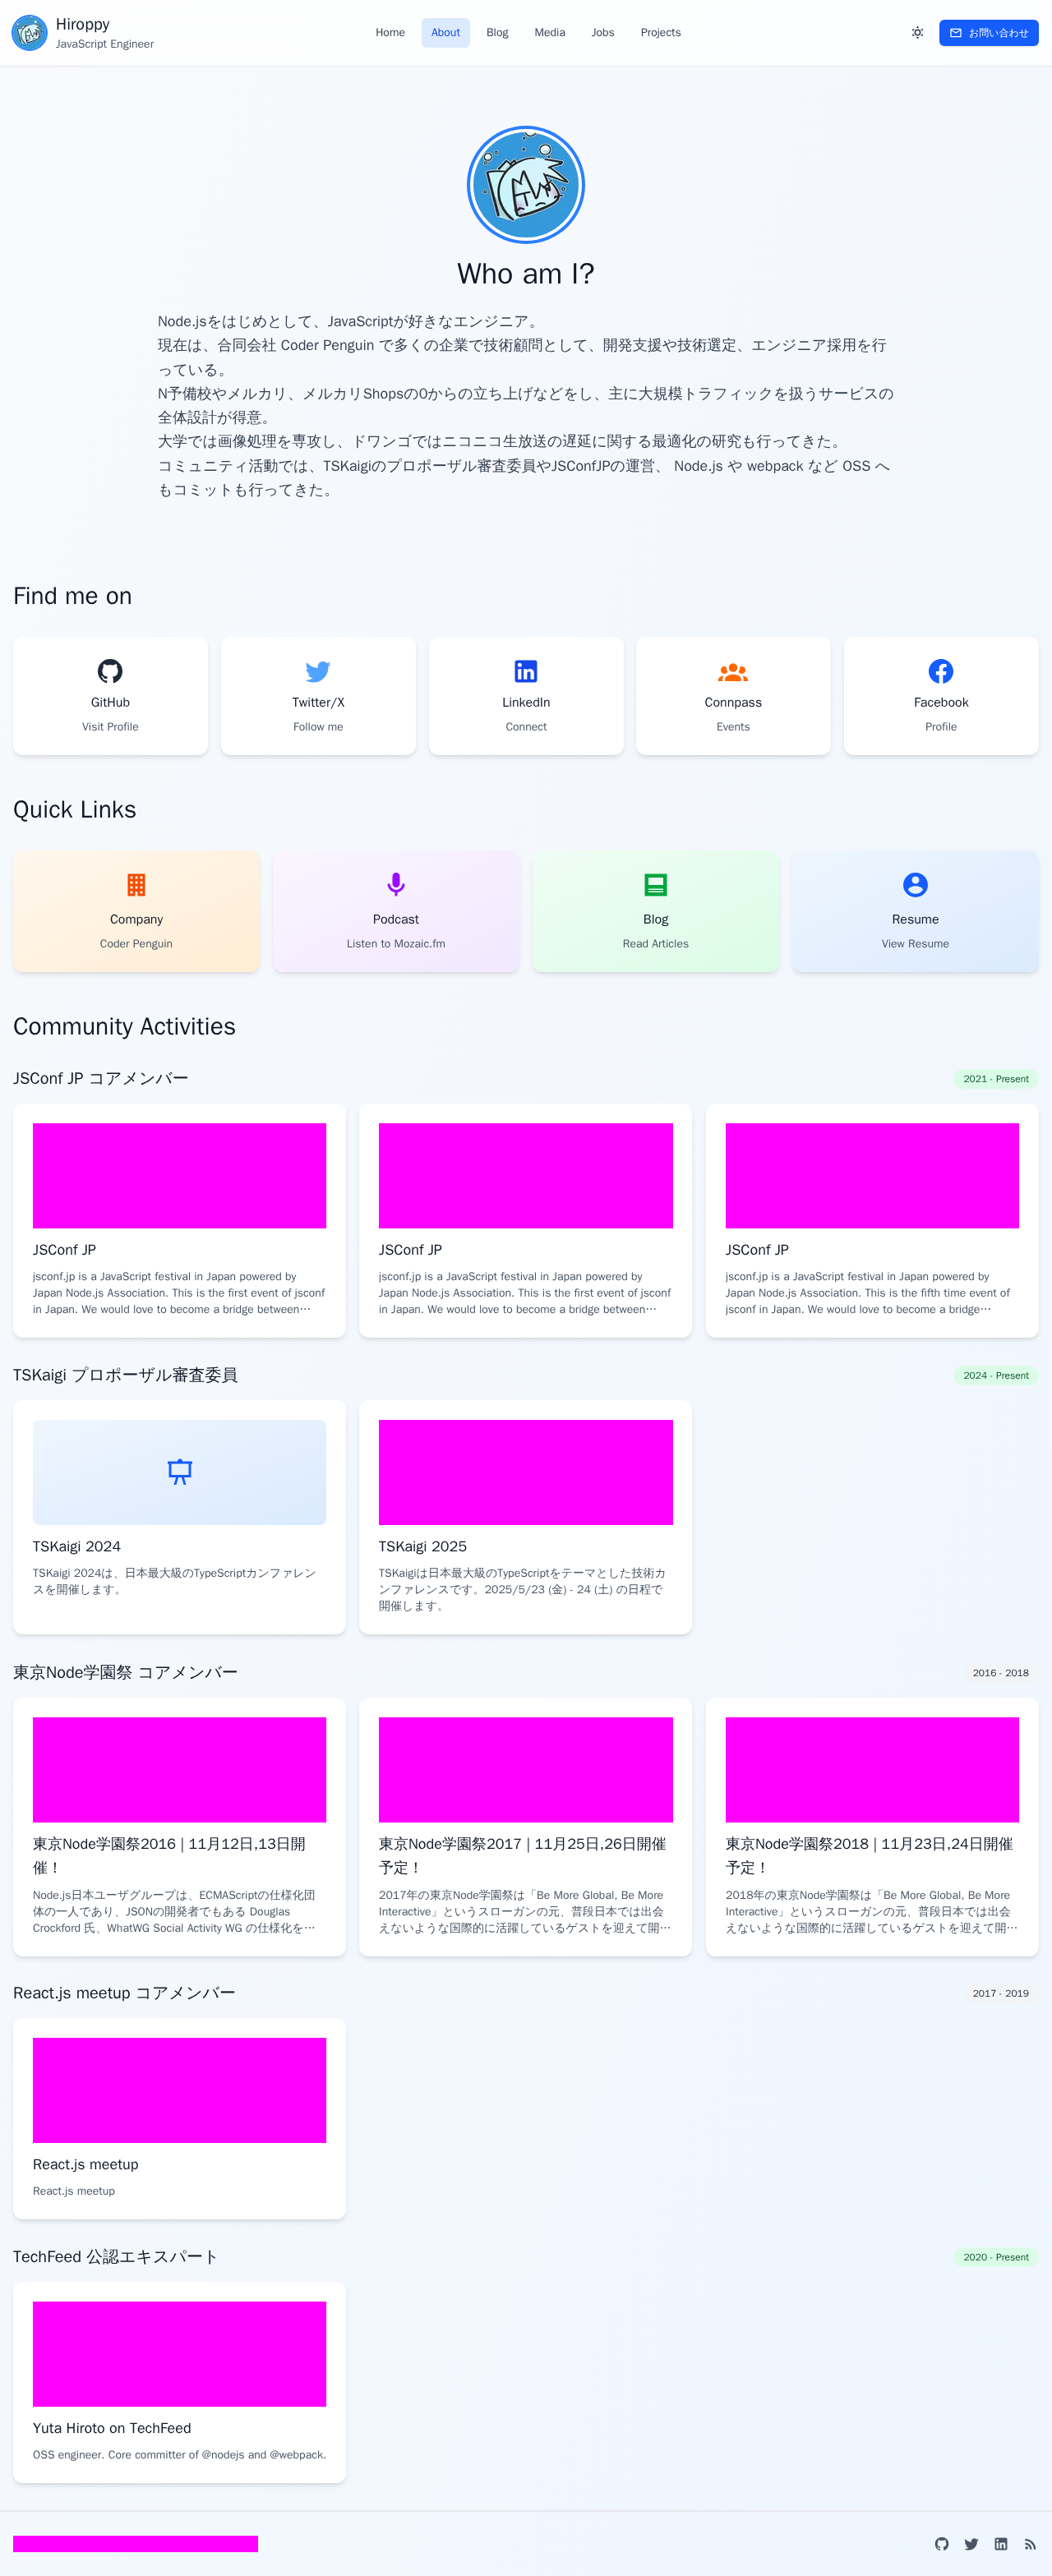 Hiroppy
JavaScript Engineer
Home
About
Blog
Media
Jobs
Projects
お問い合わせ
Who am I?
Node.jsをはじめとして、JavaScriptが好きなエンジニア。
現在は、合同会社 Coder Penguin で多くの企業で技術顧問として、開発支援や技術選定、エンジニア採用を行
っている。
N予備校やメルカリ、メルカリShopsの0からの立ち上げなどをし、主に大規模トラフィックを扱うサービスの
全体設計が得意。
大学では画像処理を専攻し、ドワンゴではニコニコ生放送の遅延に関する最適化の研究も行ってきた。
コミュニティ活動では、TSKaigiのプロポーザル審査委員やJSConfJPの運営、 Node.js や webpack など OSS へ
もコミットも行ってきた。
Find me on
GitHub
Visit Profile
Twitter/X
Follow me
LinkedIn
Connect
Connpass
Events
Facebook
Profile
Quick Links
Company
Coder Penguin
Podcast
Listen to Mozaic.fm
Blog
Read Articles
Resume
View Resume
Community Activities
JSConf JP コアメンバー
2021 - Present
JSConf JP
jsconf.jp is a JavaScript festival in Japan powered by
Japan Node.js Association. This is the first event of jsconf
in Japan. We would love to become a bridge between…
JSConf JP
jsconf.jp is a JavaScript festival in Japan powered by
Japan Node.js Association. This is the first event of jsconf
in Japan. We would love to become a bridge between…
JSConf JP
jsconf.jp is a JavaScript festival in Japan powered by
Japan Node.js Association. This is the fifth time event of
jsconf in Japan. We would love to become a bridge…
TSKaigi プロポーザル審査委員
2024 - Present
TSKaigi 2024
TSKaigi 2024は、日本最大級のTypeScriptカンファレン
スを開催します。
TSKaigi 2025
TSKaigiは日本最大級のTypeScriptをテーマとした技術カ
ンファレンスです。2025/5/23 (金) - 24 (土) の日程で
開催します。
東京Node学園祭 コアメンバー
2016 - 2018
東京Node学園祭2016 | 11月12日,13日開
催！
Node.js日本ユーザグループは、ECMAScriptの仕様化団
体の一人であり、JSONの開発者でもある Douglas
Crockford 氏、WhatWG Social Activity WG の仕様化を…
東京Node学園祭2017 | 11月25日,26日開催
予定！
2017年の東京Node学園祭は「Be More Global, Be More
Interactive」というスローガンの元、普段日本では出会
えないような国際的に活躍しているゲストを迎えて開…
東京Node学園祭2018 | 11月23日,24日開催
予定！
2018年の東京Node学園祭は「Be More Global, Be More
Interactive」というスローガンの元、普段日本では出会
えないような国際的に活躍しているゲストを迎えて開…
React.js meetup コアメンバー
2017 - 2019
React.js meetup
React.js meetup
TechFeed 公認エキスパート
2020 - Present
Yuta Hiroto on TechFeed
OSS engineer. Core committer of @nodejs and @webpack.